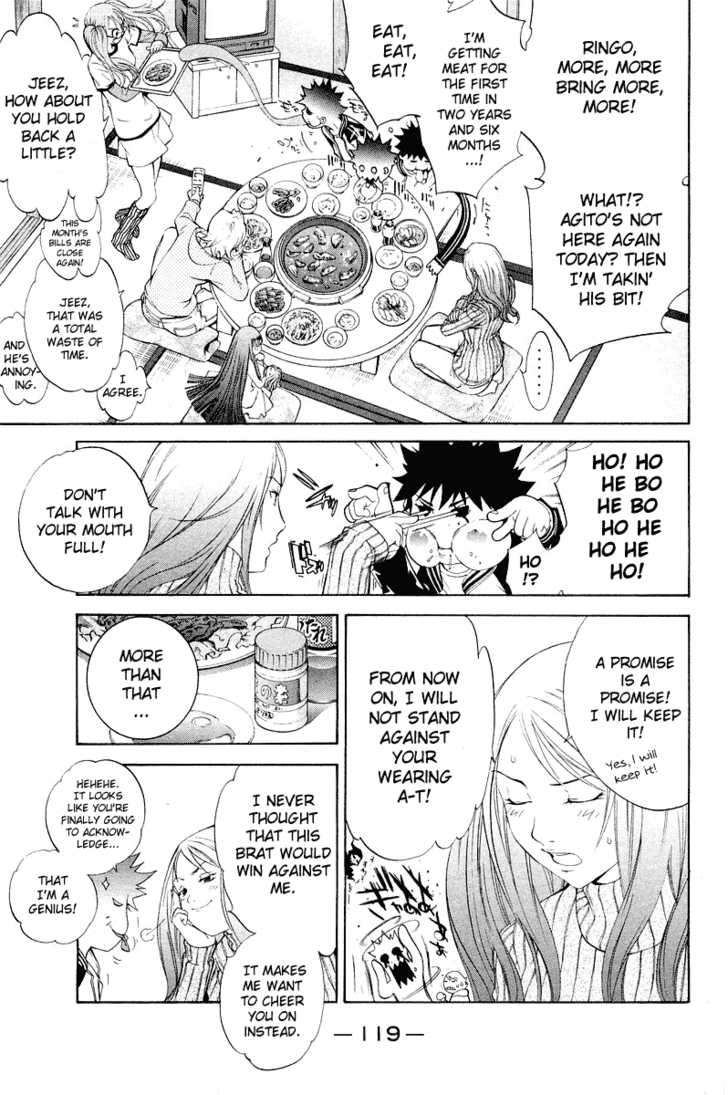 RINGO,
MORE, MORE
BRING MORE,
MORE!
I'M
GETTING
MEAT FOR
THE FIRST
TIME IN
TWO YEARS
AND SIX
MONTHS
...!
EAT,
EAT,
EAT!
JEEZ,
HOW ABOUT
YOU HOLD
BACK A
LITTLE?
WHAT!?
AGITO'S NOT
HERE AGAIN
TODAY? THEN
I'M TAKIN'
HIS BIT!
THIS
MONTH'S
BILLS ARE
CLOSE
AGAIN!
JEEZ,
THAT WAS
A TOTAL
WASTE OF
TIME.
AND
HE'S
ANNOY-
ING.
I
AGREE.
....
HO! HO
HE BO
HE BO
HO HE
HO HE
HO!
HO
!?
DON'T
TALK WITH
YOUR MOUTH
FULL!
A PROMISE
IS A
PROMISE!
I WILL KEEP
IT!
Yes, I will
keep it!
FROM NOW
ON, I WILL
NOT STAND
AGAINST
YOUR
WEARING
A-T!
MORE
THAN
THAT
...
たれ
の素
I NEVER
THOUGHT
THAT THIS
BRAT WOULD
WIN AGAINST
ME.
IT MAKES
ME WANT
TO CHEER
YOU ON
INSTEAD.
HEHEHE.
IT LOOKS
LIKE YOU'RE
FINALLY GOING
TO ACKNOW-
LEDGE...
THAT
I'M A
GENIUS!
— 119 —